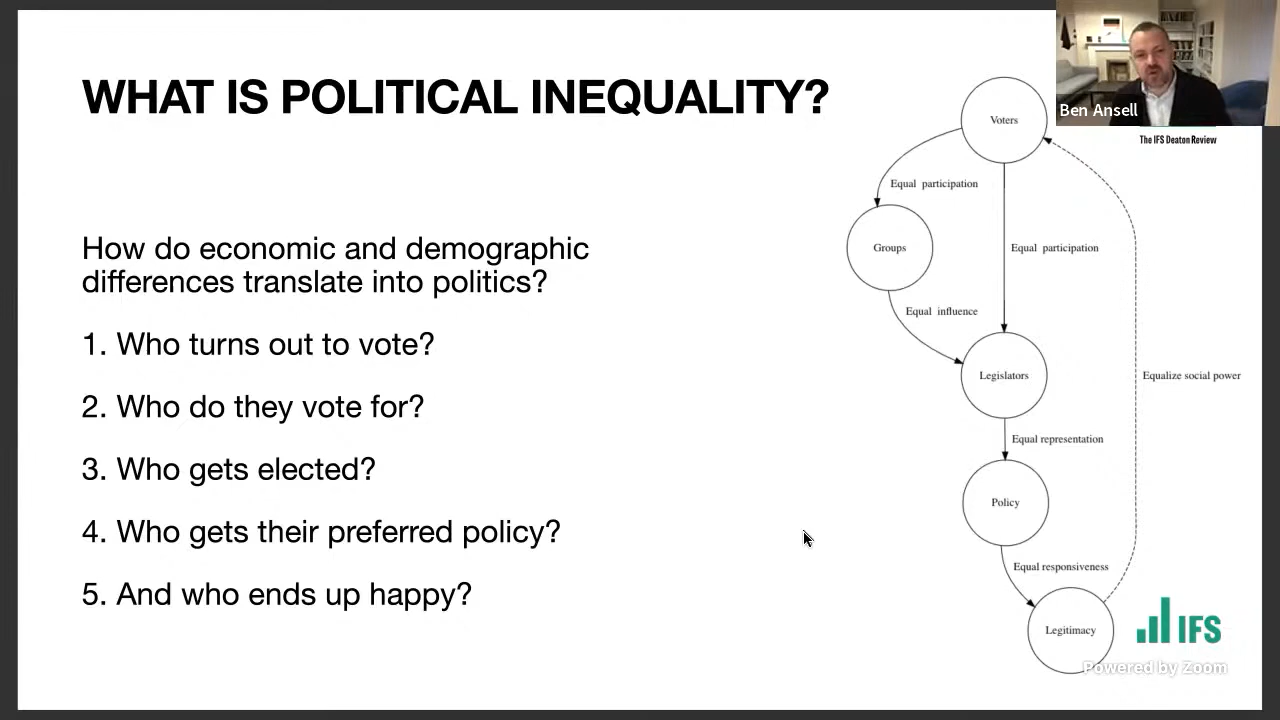 WHAT IS POLITICAL INEQUALITY?
Ben Ansell
The IFS Deaton Review
How do economic and demographic
differences translate into politics?
1. Who turns out to vote?
2. Who do they vote for?
3. Who gets elected?
4. Who gets their preferred policy?
5. And who ends up happy?
Voters
Equal participation
Groups
Equal participation
Equal influence
Legislators
Equalize social power
Equal representation
Policy
Equal responsiveness
Legitimacy
IFS
Powered by Zoom